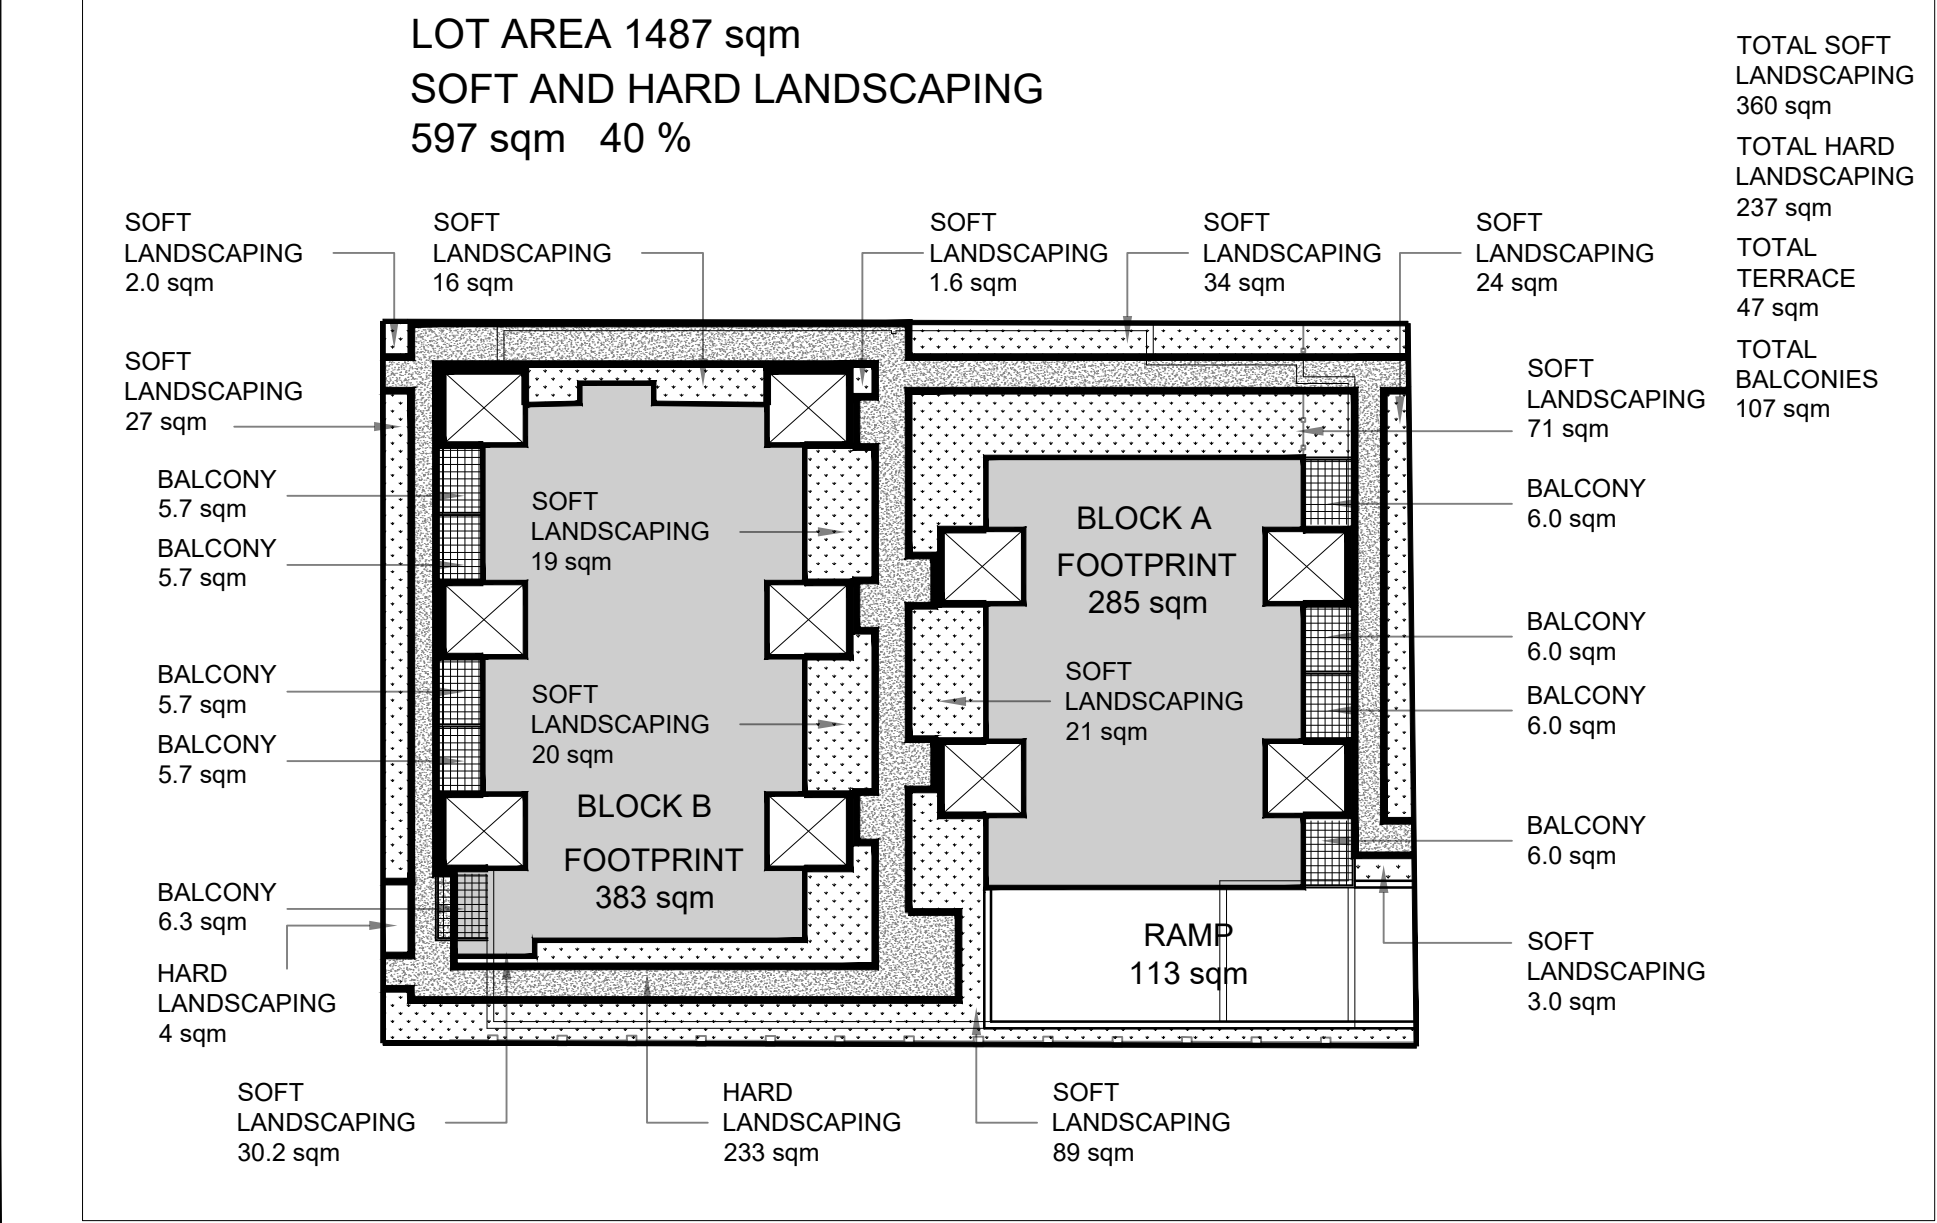 LOT AREA 1487 sqm
SOFT AND HARD LANDSCAPING
597 sqm 40 %
TOTAL SOFT
LANDSCAPING
360 sqm
TOTAL HARD
LANDSCAPING
237 sqm
TOTAL
TERRACE
47 sqm
TOTAL
BALCONIES
107 sqm
SOFT
LANDSCAPING
2.0 sqm
SOFT
LANDSCAPING
16 sqm
SOFT
LANDSCAPING
1.6 sqm
SOFT
LANDSCAPING
34 sqm
SOFT
LANDSCAPING
24 sqm
SOFT
LANDSCAPING
27 sqm
BALCONY
5.7 sqm
BALCONY
5.7 sqm
BALCONY
5.7 sqm
BALCONY
5.7 sqm
BALCONY
6.3 sqm
HARD
LANDSCAPING
4 sqm
SOFT
LANDSCAPING
19 sqm
SOFT
LANDSCAPING
20 sqm
BLOCK B
FOOTPRINT
383 sqm
BLOCK A
FOOTPRINT
285 sqm
SOFT
LANDSCAPING
21 sqm
RAMP
113 sqm
SOFT
LANDSCAPING
71 sqm
BALCONY
6.0 sqm
BALCONY
6.0 sqm
BALCONY
6.0 sqm
BALCONY
6.0 sqm
SOFT
LANDSCAPING
3.0 sqm
SOFT
LANDSCAPING
30.2 sqm
HARD
LANDSCAPING
233 sqm
SOFT
LANDSCAPING
89 sqm